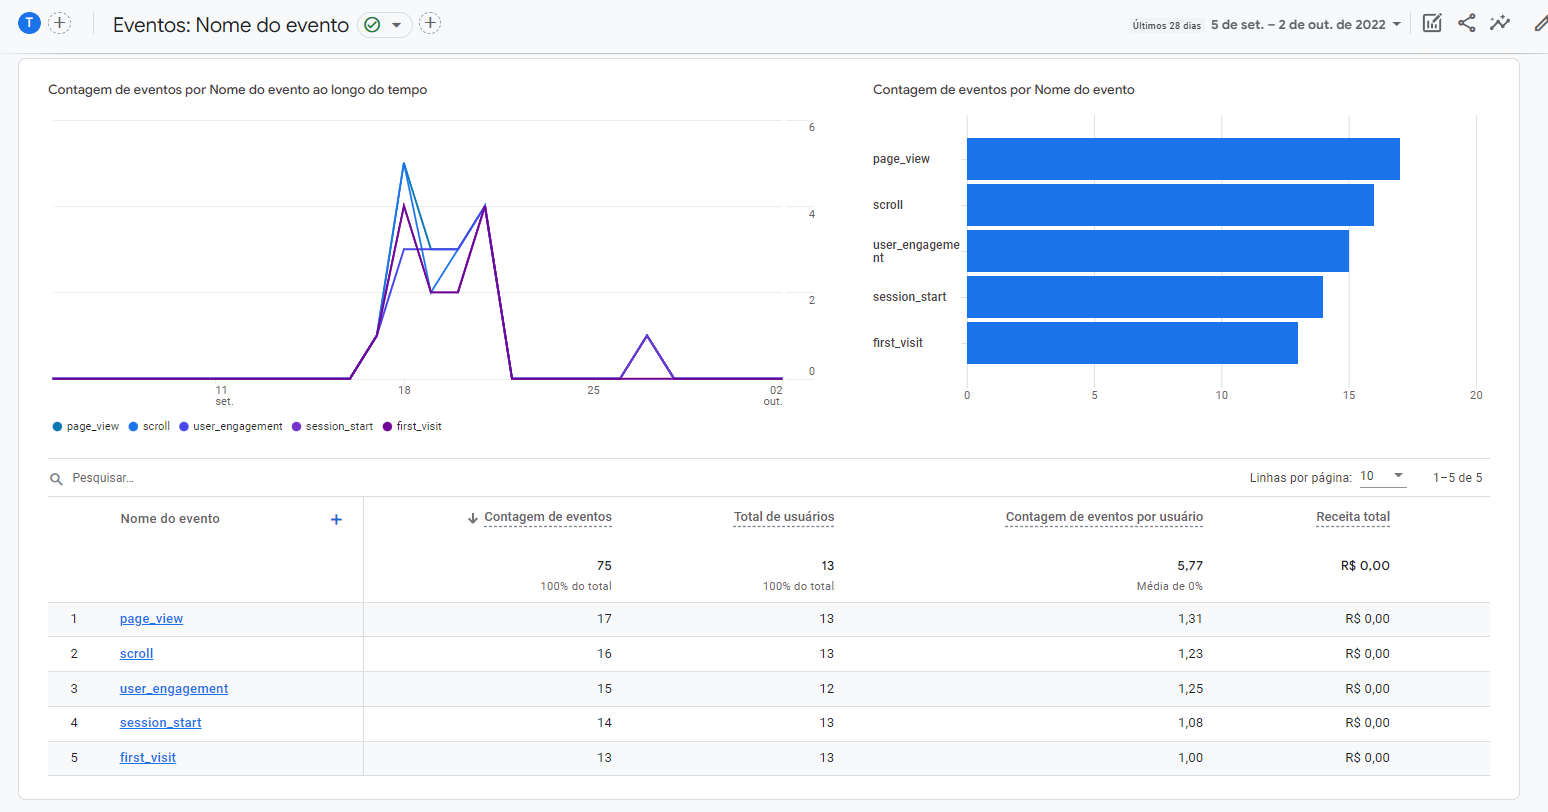 T
Eventos: Nome do evento
Últimos 28 dias 5 de set. – 2 de out. de 2022
Contagem de eventos por Nome do evento ao longo do tempo
6
4
2
0
11
set.
18
25
02
out.
page_view scroll user_engagement session_start first_visit
Contagem de eventos por Nome do evento
page_view
scroll
user_engageme
nt
session_start
first_visit
0 5 10 15 20
Pesquisar...
Linhas por página: 10 1–5 de 5
Nome do evento + Contagem de eventos Total de usuários Contagem de eventos por usuário Receita total
75 13 5,77 R$ 0,00
100% do total 100% do total Média de 0%
1 page_view 17 13 1,31 R$ 0,00
2 scroll 16 13 1,23 R$ 0,00
3 user_engagement 15 12 1,25 R$ 0,00
4 session_start 14 13 1,08 R$ 0,00
5 first_visit 13 13 1,00 R$ 0,00